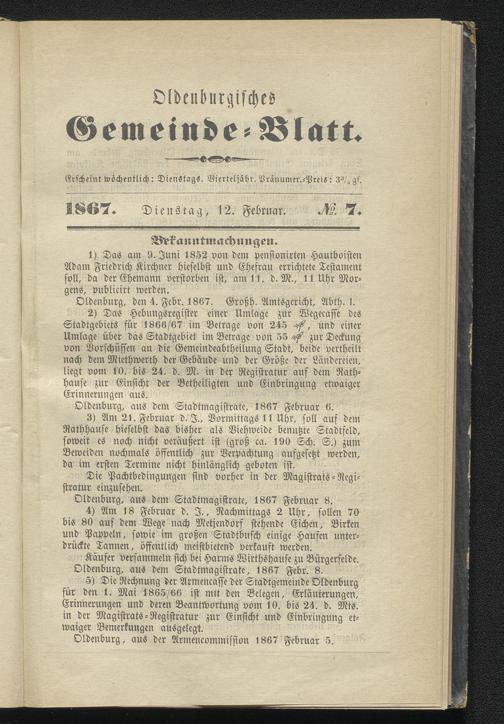 Oldenburgisches
Gemeinde-Blatt.
Erscheint wöchentlich: Dienstags. Vierteljähr. Pränumer.-Preis: 3¾ gs.
1867. Dienstag, 12. Februar. № 7.
Bekanntmachungen.
1) Das am 9. Juni 1852 von dem pensionirten Hautboisten
Adam Friedrich Kirchner hieselbst und Ehefrau errichtete Testament
soll, da der Ehemann verstorben ist, am 11. d. M., 11 Uhr Mor-
gens, publicirt werden.
Oldenburg, den 4. Febr. 1867. Großh. Amtsgericht, Abth. I.
2) Das Hebungsregister einer Umlage zur Wegecasse des
Stadtgebiets für 1866/67 im Betrage von 245 ₰, und einer
Umlage über das Stadtgebiet im Betrage von 55 ₰ zur Deckung
von Vorschüssen an die Gemeindeabtheilung Stadt, beide vertheilt
nach dem Miethwerth der Gebäude und der Größe der Ländereien,
liegt vom 10. bis 24. d. M. in der Registratur auf dem Rath-
hause zur Einsicht der Betheiligten und Einbringung etwaiger
Erinnerungen aus.
Oldenburg, aus dem Stadtmagistrate, 1867 Februar 6.
3) Am 21. Februar d. J., Vormittags 11 Uhr, soll auf dem
Rathhause hieselbst das bisher als Viehweide benutzte Stadtfeld,
soweit es noch nicht veräußert ist (groß ca. 190 Sch. S.) zum
Beweiden nochmals öffentlich zur Verpachtung aufgesetzt werden,
da im ersten Termine nicht hinlänglich geboten ist.
Die Pachtbedingungen sind vorher in der Magistrats-Regi-
stratur einzusehen.
Oldenburg, aus dem Stadtmagistrate, 1867 Februar 8.
4) Am 18 Februar d. J., Nachmittags 2 Uhr, sollen 70
bis 80 auf dem Wege nach Metjendorf stehende Eichen, Birken
und Pappeln, sowie im großen Stadtbusch einige Haufen unter-
drückte Tannen, öffentlich meistbietend verkauft werden.
Käufer versammeln sich bei Harms Wirthshause zu Bürgerfelde.
Oldenburg, aus dem Stadtmagistrate, 1867 Febr. 8.
5) Die Rechnung der Armencasse der Stadtgemeinde Oldenburg
für den 1. Mai 1865/66 ist mit den Belegen, Erläuterungen,
Erinnerungen und deren Beantwortung vom 10. bis 24. d. Mts.
in der Magistrats-Registratur zur Einsicht und Einbringung et-
waiger Bemerkungen ausgelegt.
Oldenburg, aus der Armencommission 1867 Februar 5.